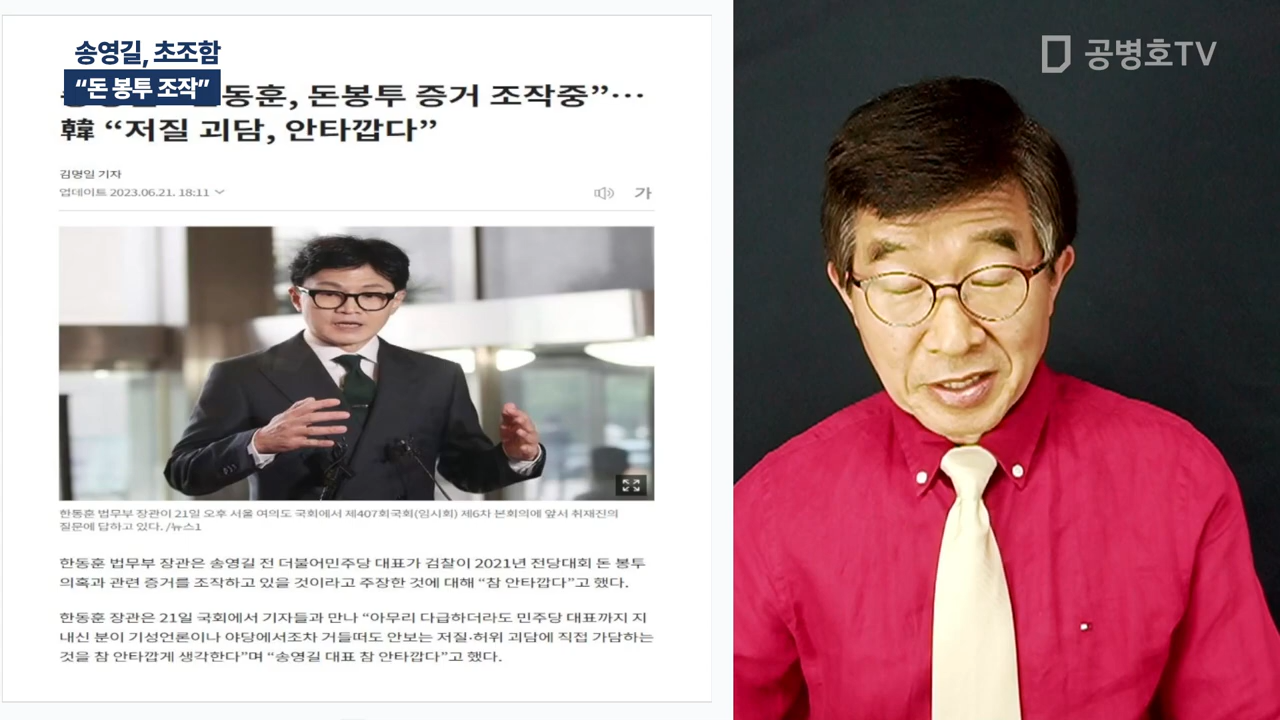 송영길, 초조함
“돈 봉투 조작”
동훈, 돈봉투 증거 조작중”…
韓 “저질 괴담, 안타깝다”
김명일 기자
업데이트 2023.06.21. 18:11
가
한동훈 법무부 장관이 21일 오후 서울 여의도 국회에서 제407회국회(임시회) 제6차 본회의에 앞서 취재진의
질문에 답하고 있다. /뉴스1
한동훈 법무부 장관은 송영길 전 더불어민주당 대표가 검찰이 2021년 전당대회 돈 봉투
의혹과 관련 증거를 조작하고 있을 것이라고 주장한 것에 대해 “참 안타깝다”고 했다.
한동훈 장관은 21일 국회에서 기자들과 만나 “아무리 다급하더라도 민주당 대표까지 지
내신 분이 기성언론이나 야당에서조차 거들떠도 안보는 저질·허위 괴담에 직접 가담하는
것을 참 안타깝게 생각한다”며 “송영길 대표 참 안타깝다”고 했다.
공병호TV